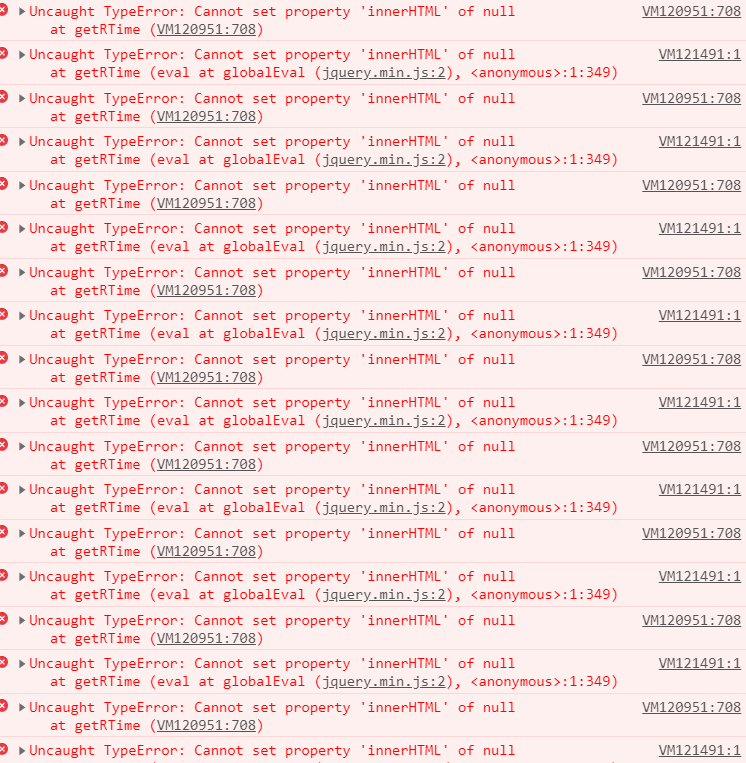 Uncaught TypeError: Cannot set property 'innerHTML' of null VM120951:708
at getRTime (VM120951:708)
Uncaught TypeError: Cannot set property 'innerHTML' of null VM121491:1
at getRTime (eval at globalEval (jquery.min.js:2), <anonymous>:1:349)
Uncaught TypeError: Cannot set property 'innerHTML' of null VM120951:708
at getRTime (VM120951:708)
Uncaught TypeError: Cannot set property 'innerHTML' of null VM121491:1
at getRTime (eval at globalEval (jquery.min.js:2), <anonymous>:1:349)
Uncaught TypeError: Cannot set property 'innerHTML' of null VM120951:708
at getRTime (VM120951:708)
Uncaught TypeError: Cannot set property 'innerHTML' of null VM121491:1
at getRTime (eval at globalEval (jquery.min.js:2), <anonymous>:1:349)
Uncaught TypeError: Cannot set property 'innerHTML' of null VM120951:708
at getRTime (VM120951:708)
Uncaught TypeError: Cannot set property 'innerHTML' of null VM121491:1
at getRTime (eval at globalEval (jquery.min.js:2), <anonymous>:1:349)
Uncaught TypeError: Cannot set property 'innerHTML' of null VM120951:708
at getRTime (VM120951:708)
Uncaught TypeError: Cannot set property 'innerHTML' of null VM121491:1
at getRTime (eval at globalEval (jquery.min.js:2), <anonymous>:1:349)
Uncaught TypeError: Cannot set property 'innerHTML' of null VM120951:708
at getRTime (VM120951:708)
Uncaught TypeError: Cannot set property 'innerHTML' of null VM121491:1
at getRTime (eval at globalEval (jquery.min.js:2), <anonymous>:1:349)
Uncaught TypeError: Cannot set property 'innerHTML' of null VM120951:708
at getRTime (VM120951:708)
Uncaught TypeError: Cannot set property 'innerHTML' of null VM121491:1
at getRTime (eval at globalEval (jquery.min.js:2), <anonymous>:1:349)
Uncaught TypeError: Cannot set property 'innerHTML' of null VM120951:708
at getRTime (VM120951:708)
Uncaught TypeError: Cannot set property 'innerHTML' of null VM121491:1
at getRTime (eval at globalEval (jquery.min.js:2), <anonymous>:1:349)
Uncaught TypeError: Cannot set property 'innerHTML' of null VM120951:708
at getRTime (VM120951:708)
Uncaught TypeError: Cannot set property 'innerHTML' of null VM121491:1